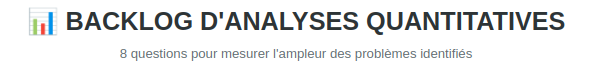 📊 BACKLOG D'ANALYSES QUANTITATIVES
8 questions pour mesurer l'ampleur des problèmes identifiés